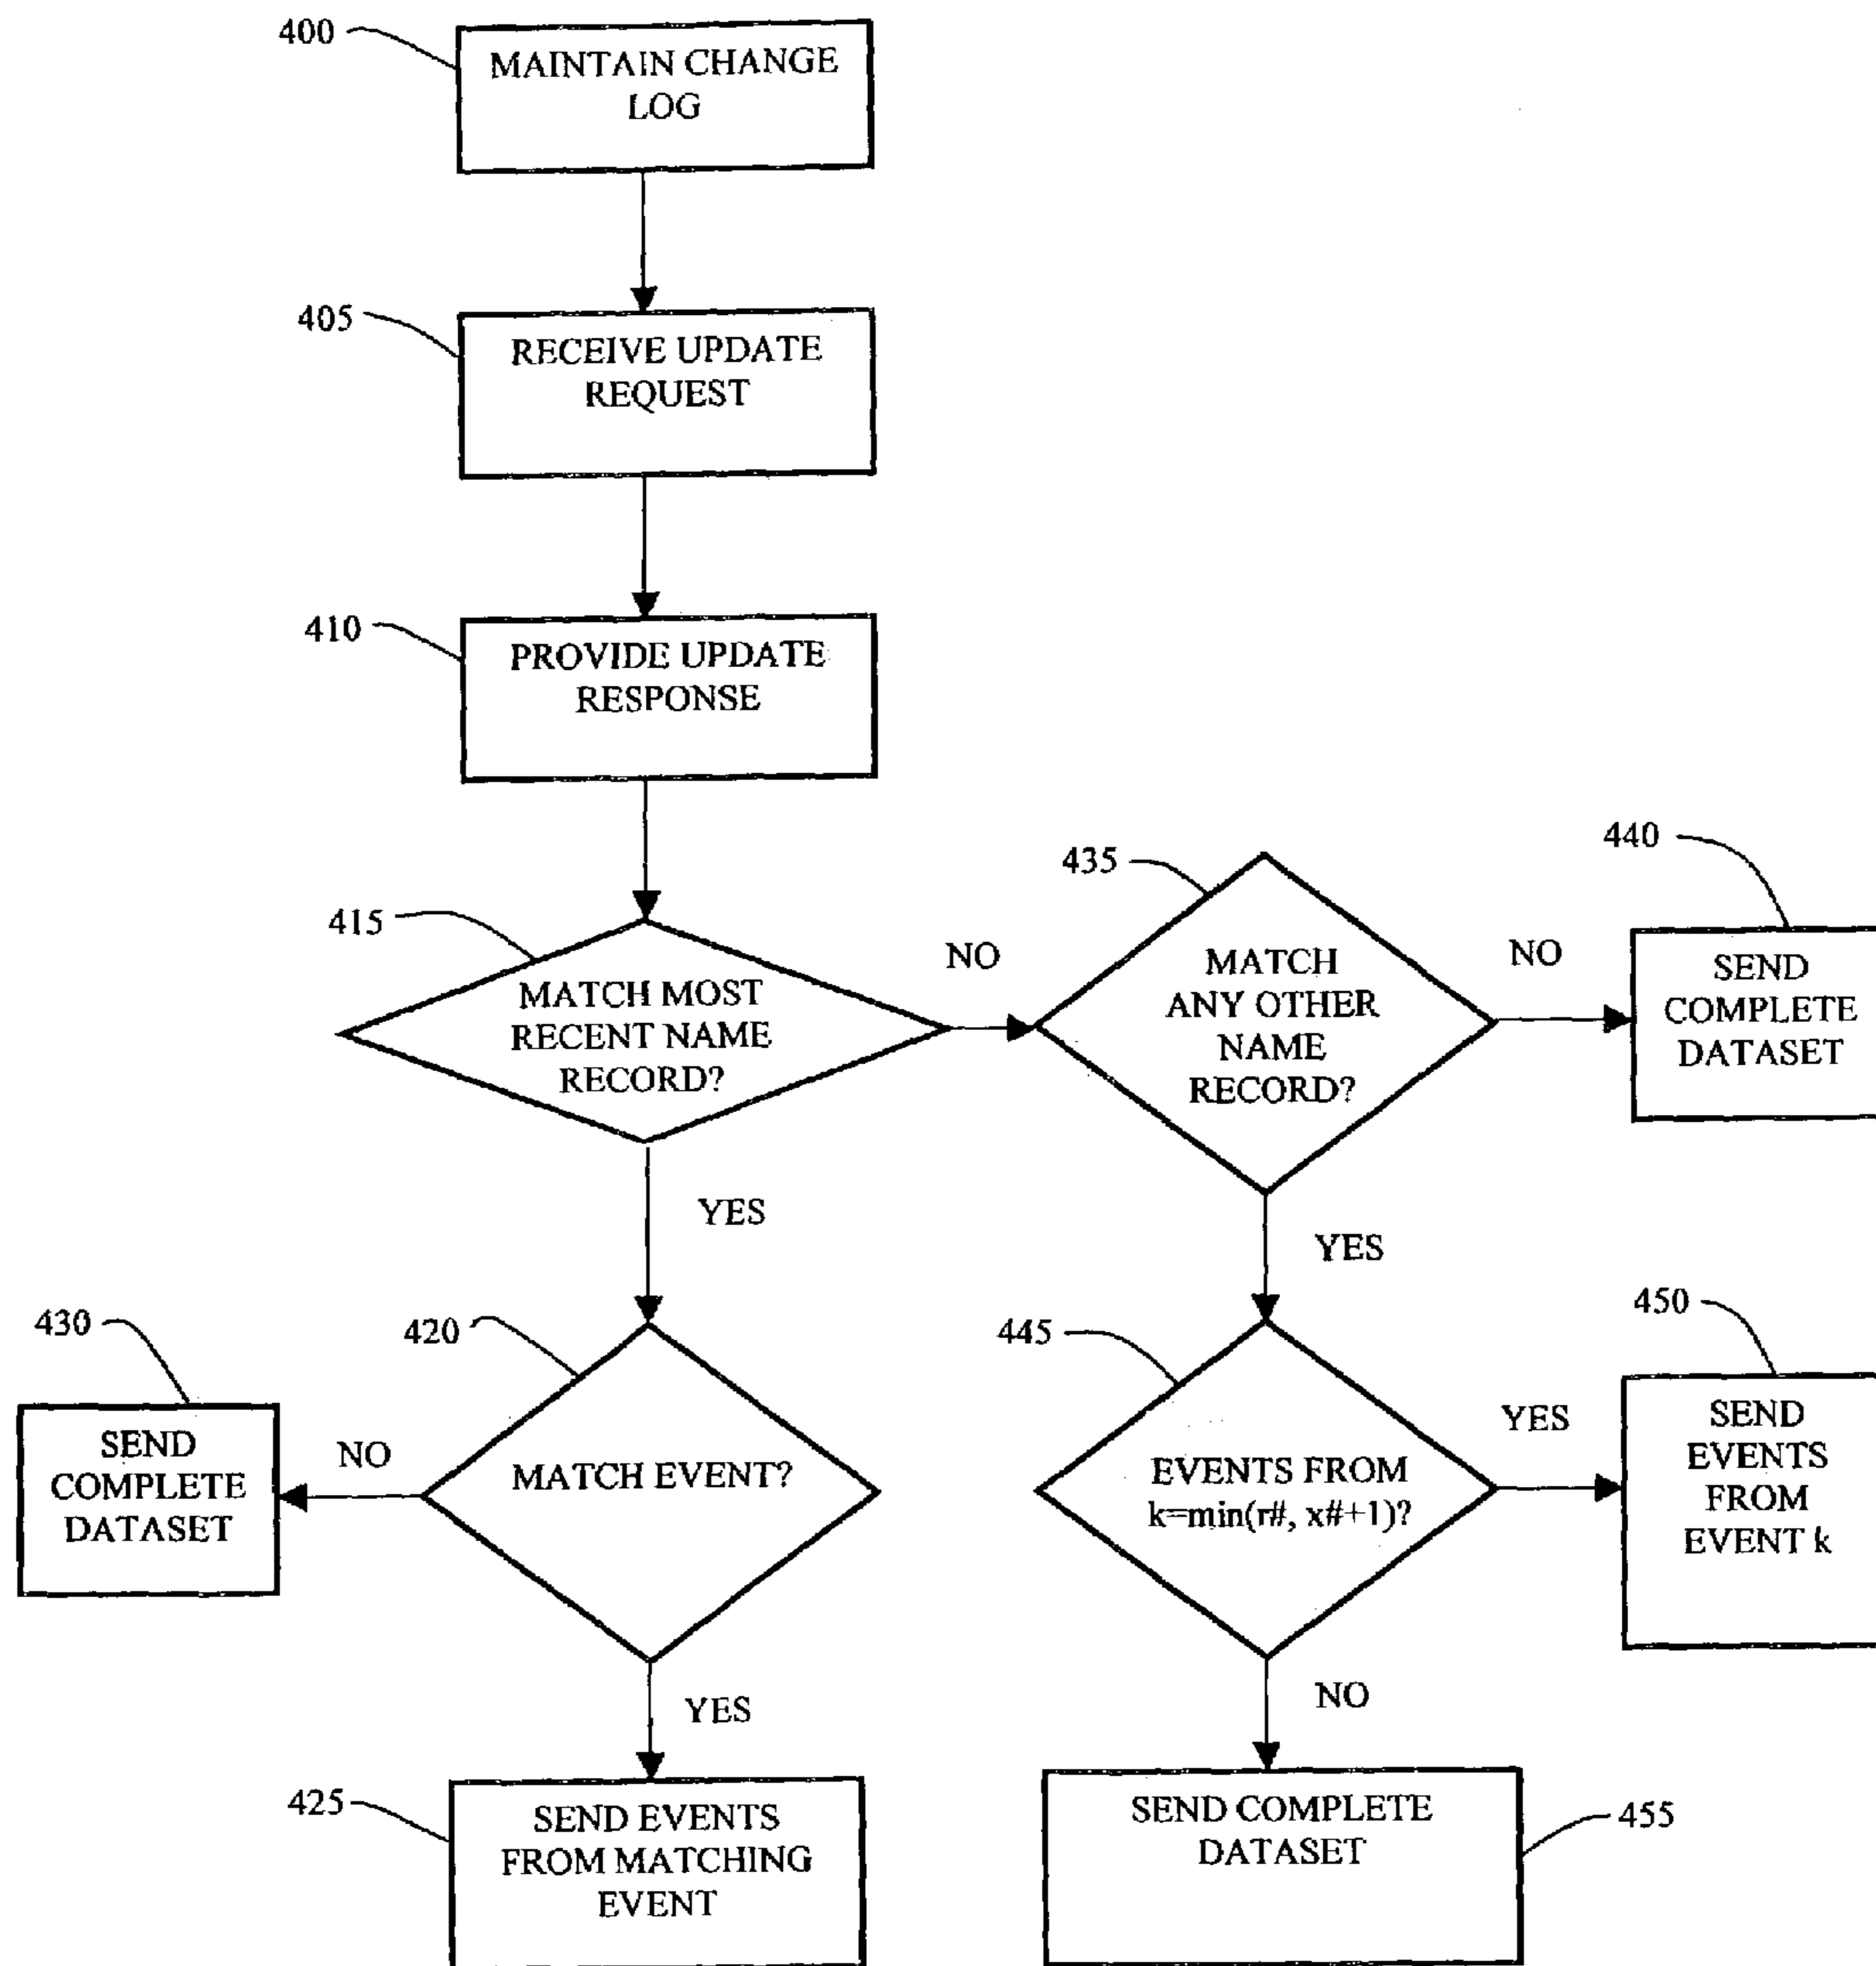 400
MAINTAIN CHANGE
LOG
405
RECEIVE UPDATE
REQUEST
410
PROVIDE UPDATE
RESPONSE
415
MATCH MOST
RECENT NAME
RECORD?
NO
435
MATCH
ANY OTHER
NAME
RECORD?
NO
440
SEND
COMPLETE
DATASET
YES
YES
430
SEND
COMPLETE
DATASET
NO
420
MATCH EVENT?
445
EVENTS FROM
k=min(r#, x#+1)?
YES
450
SEND
EVENTS
FROM
EVENT k
YES
NO
425
SEND EVENTS
FROM MATCHING
EVENT
SEND COMPLETE
DATASET
455